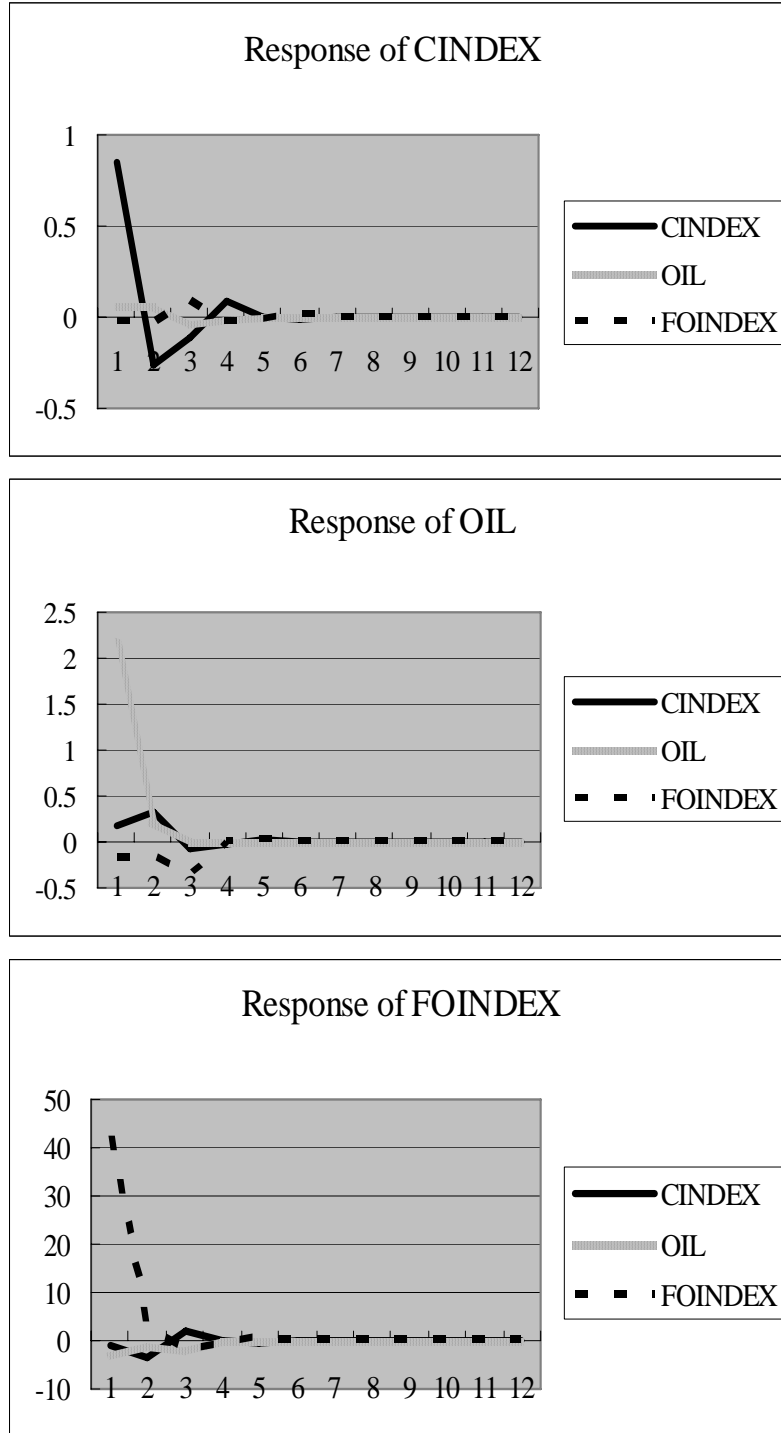 Response of CINDEX
1
0.5
0
-0.5
1 2 3 4 5 6 7 8 9 10 11 12
CINDEX
OIL
FOINDEX
Response of OIL
2.5
2
1.5
1
0.5
0
-0.5
1 2 3 4 5 6 7 8 9 10 11 12
CINDEX
OIL
FOINDEX
Response of FOINDEX
50
40
30
20
10
0
-10
1 2 3 4 5 6 7 8 9 10 11 12
CINDEX
OIL
FOINDEX